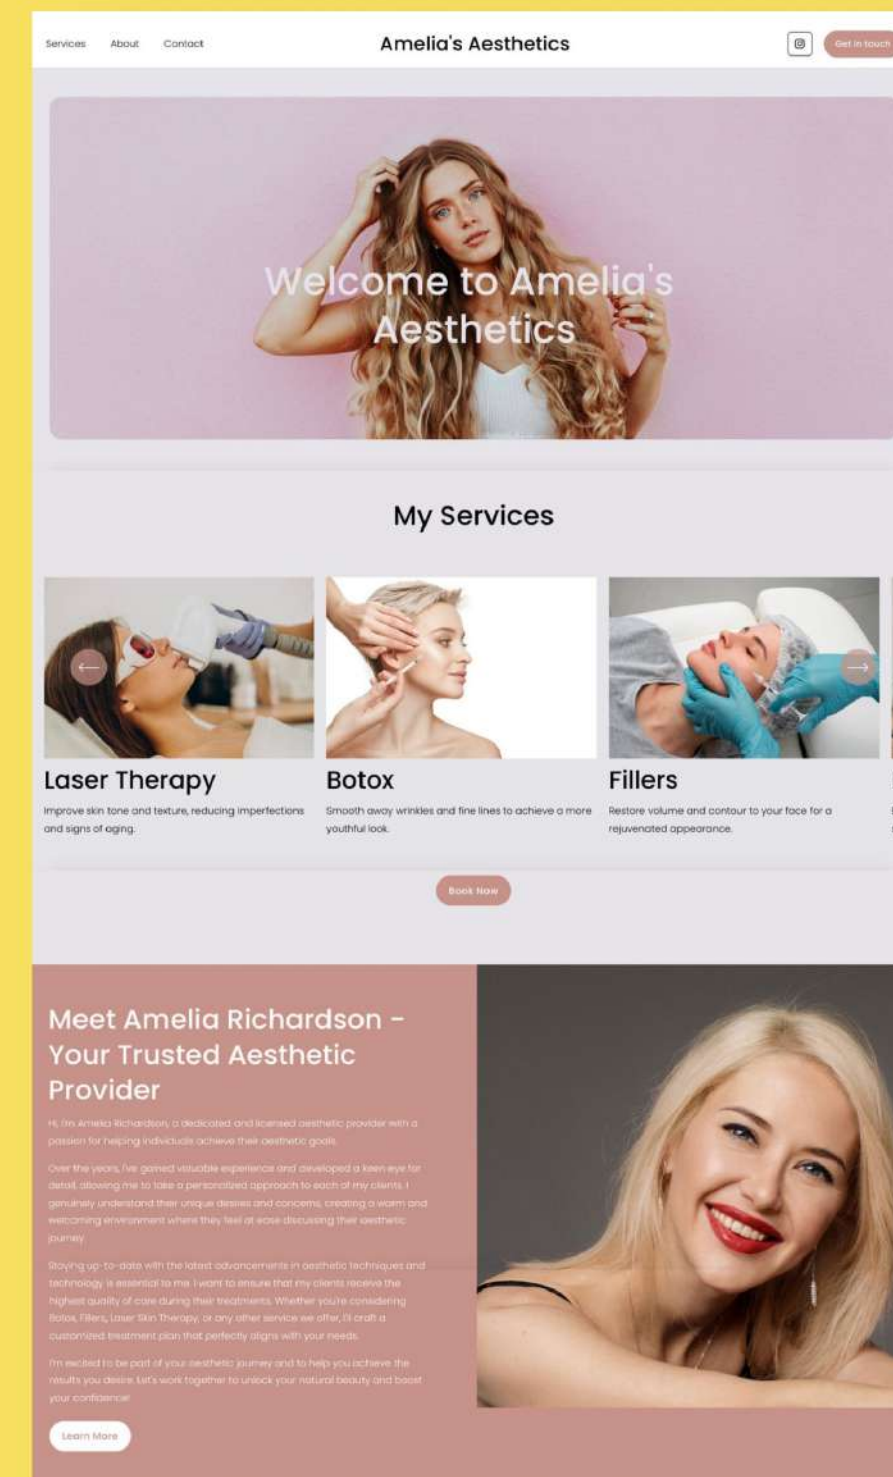 Services About Contact Amelia's Aesthetics Get in touch
Welcome to Amelia's
Aesthetics
My Services
Laser Therapy
Improve skin tone and texture, reducing imperfections
and signs of aging.
Botox
Smooth away wrinkles and fine lines to achieve a more
youthful look.
Fillers
Restore volume and contour to your face for a
rejuvenated appearance.
Book Now
Meet Amelia Richardson -
Your Trusted Aesthetic
Provider
Hi, I'm Amelia Richardson, a dedicated and licensed aesthetic provider with a
passion for helping individuals achieve their aesthetic goals.
Over the years, I've gained valuable experience and developed a keen eye for
detail, allowing me to take a personalized approach to each of my clients. I
genuinely understand their unique desires and concerns, creating a warm and
welcoming environment where they feel at ease discussing their aesthetic
journey.
Staying up-to-date with the latest advancements in aesthetic techniques and
technology is essential to me. I want to ensure that my clients receive the
highest quality of care during their treatments. Whether you're considering
Botox, Fillers, Laser Skin Therapy, or any other service we offer, I'll craft a
customized treatment plan that perfectly aligns with your needs.
I'm excited to be part of your aesthetic journey and to help you achieve the
results you desire. Let's work together to unlock your natural beauty and boost
your confidence!
Learn More